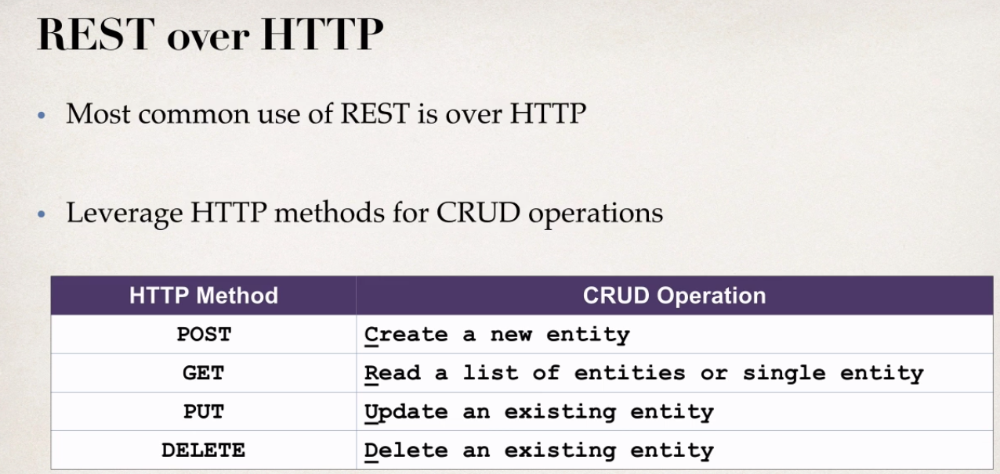 REST over HTTP
• Most common use of REST is over HTTP
• Leverage HTTP methods for CRUD operations
HTTP Method CRUD Operation
POST Create a new entity
GET Read a list of entities or single entity
PUT Update an existing entity
DELETE Delete an existing entity